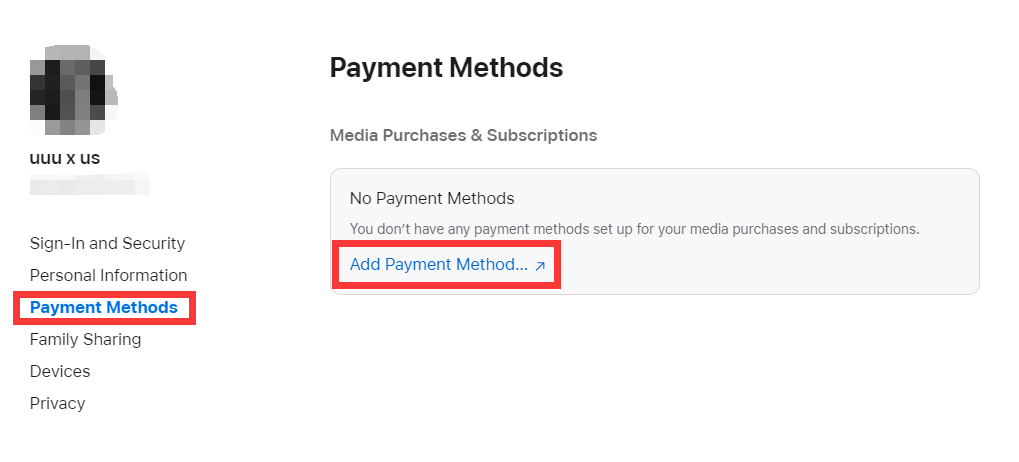 Payment Methods
Media Purchases & Subscriptions
uuu x us
No Payment Methods
You don’t have any payment methods set up for your media purchases and subscriptions.
Add Payment Method... ↗
Sign-In and Security
Personal Information
Payment Methods
Family Sharing
Devices
Privacy